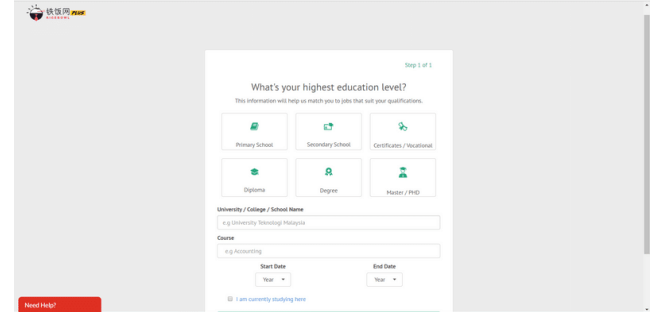 铁饭网 PLUS
RICEBOWL
Step 1 of 1
What's your highest education level?
This information will help us match you to jobs that suit your qualifications.
Primary School
Secondary School
Certificates / Vocational
Diploma
Degree
Master / PHD
University / College / School Name
e.g University Teknologi Malaysia
Course
e.g Accounting
Start Date
End Date
Year
Year
I am currently studying here
Need Help?